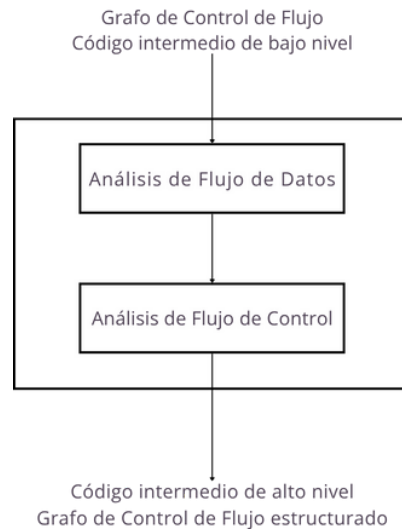 Grafo de Control de Flujo
Código intermedio de bajo nivel
Análisis de Flujo de Datos
Análisis de Flujo de Control
Código intermedio de alto nivel
Grafo de Control de Flujo estructurado